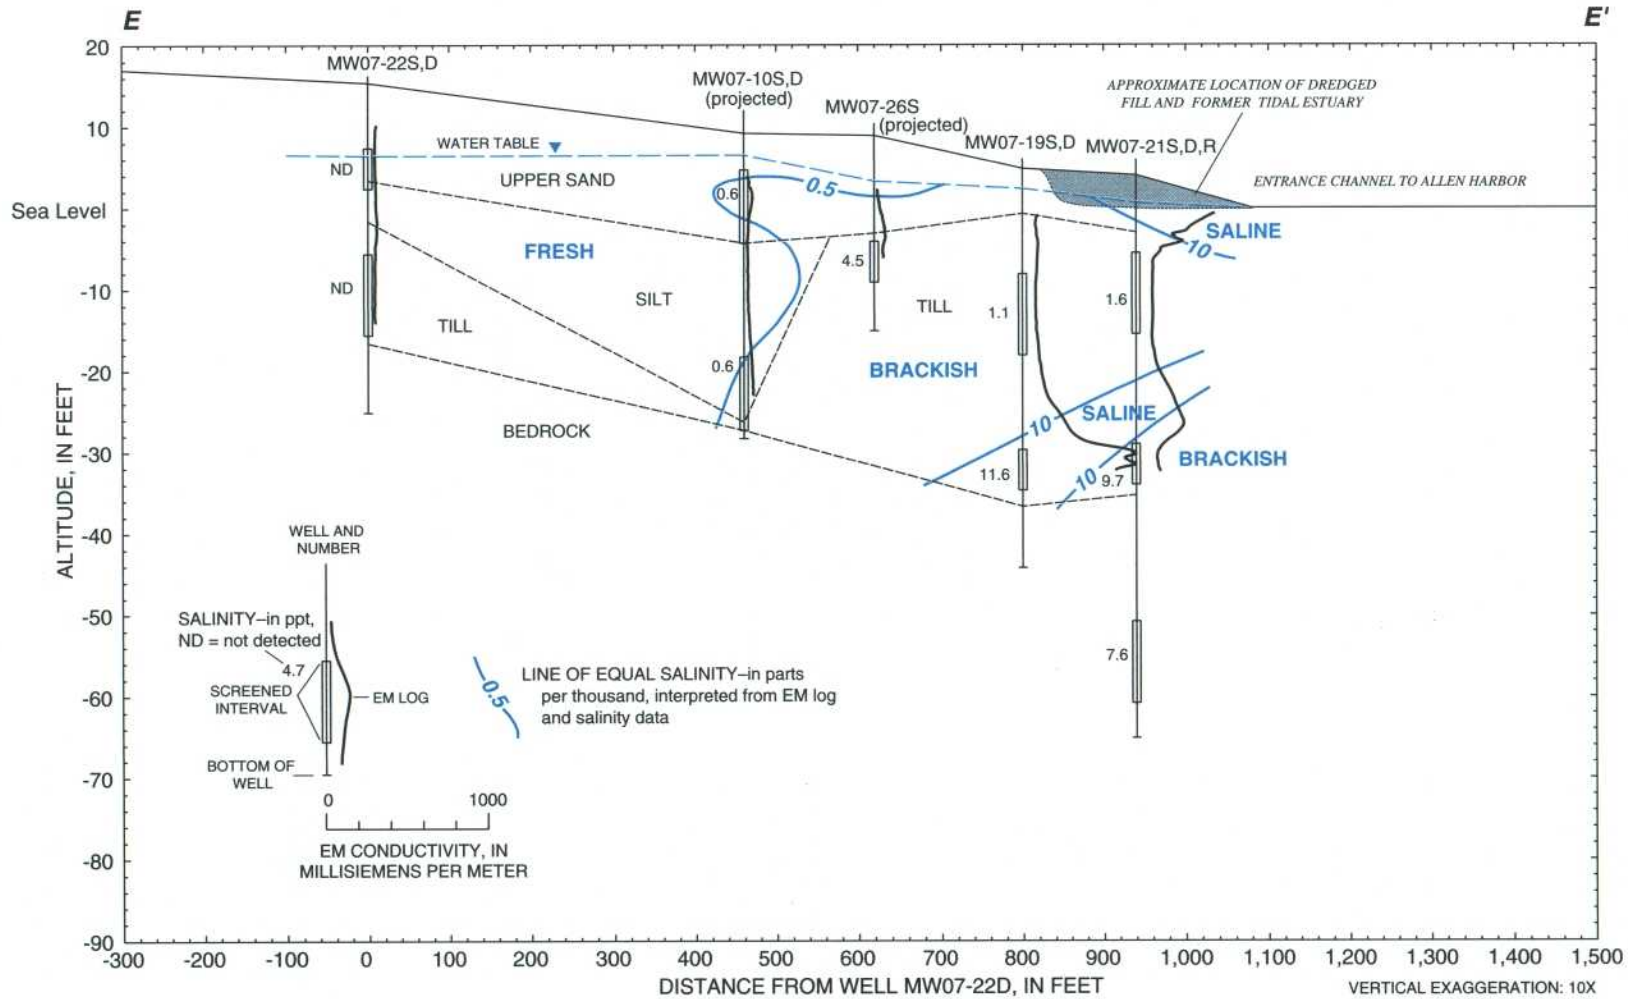 E
E'
20
10
Sea Level
-10
-20
-30
-40
-50
-60
-70
-80
-90
ALTITUDE, IN FEET
MW07-22S,D
MW07-10S,D
(projected)
MW07-26S
(projected)
MW07-19S,D
MW07-21S,D,R
APPROXIMATE LOCATION OF DREDGED
FILL AND FORMER TIDAL ESTUARY
ENTRANCE CHANNEL TO ALLEN HARBOR
WATER TABLE
UPPER SAND
ND
0.6
0.5
FRESH
SALINE
10
4.5
ND
SILT
TILL
TILL
1.1
1.6
0.6
BRACKISH
BEDROCK
10
SALINE
BRACKISH
11.6
10
9.7
7.6
WELL AND
NUMBER
SALINITY–in ppt,
ND = not detected
4.7
SCREENED
INTERVAL
EM LOG
BOTTOM OF
WELL
0.5
LINE OF EQUAL SALINITY–in parts
per thousand, interpreted from EM log
and salinity data
0
1000
EM CONDUCTIVITY, IN
MILLISIEMENS PER METER
-300
-200
-100
0
100
200
300
400
500
600
700
800
900
1,000
1,100
1,200
1,300
1,400
1,500
DISTANCE FROM WELL MW07-22D, IN FEET
VERTICAL EXAGGERATION: 10X